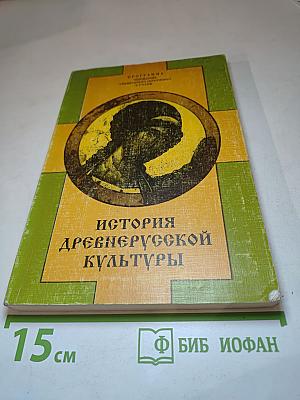 ПРОГРАММА
ИСТОРИЯ
ДРЕВНЕРУССКОЙ
КУЛЬТУРЫ
15 см
Ф БИБ ИОФАН